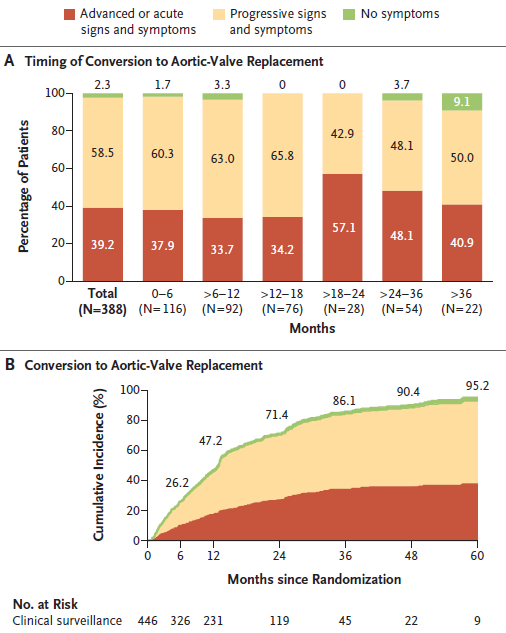 Advanced or acute signs and symptoms
Progressive signs and symptoms
No symptoms
A Timing of Conversion to Aortic-Valve Replacement
Percentage of Patients
100
80
60
40
20
0
2.3 1.7 3.3 0 0 3.7 9.1
58.5 60.3 63.0 65.8 42.9 48.1 50.0
39.2 37.9 33.7 34.2 57.1 48.1 40.9
Total 0–6 >6–12 >12–18 >18–24 >24–36 >36
(N=388) (N=116) (N=92) (N=76) (N=28) (N=54) (N=22)
Months
B Conversion to Aortic-Valve Replacement
Cumulative Incidence (%)
100
80
60
40
20
0
26.2 47.2 71.4 86.1 90.4 95.2
0 6 12 24 36 48 60
Months since Randomization
No. at Risk
Clinical surveillance 446 326 231 119 45 22 9